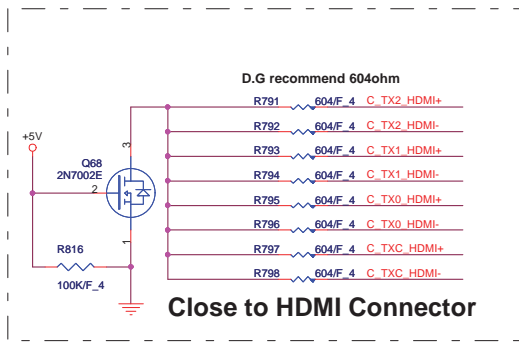 D.G recommend 604ohm
R791 604/F_4 C_TX2_HDMI+
+5V
R792 604/F_4 C_TX2_HDMI-
3
R793 604/F_4 C_TX1_HDMI+
Q68
2N7002E
R794 604/F_4 C_TX1_HDMI-
2
R795 604/F_4 C_TX0_HDMI+
R796 604/F_4 C_TX0_HDMI-
1
R816
R797 604/F_4 C_TXC_HDMI+
R798 604/F_4 C_TXC_HDMI-
100K/F_4
Close to HDMI Connector